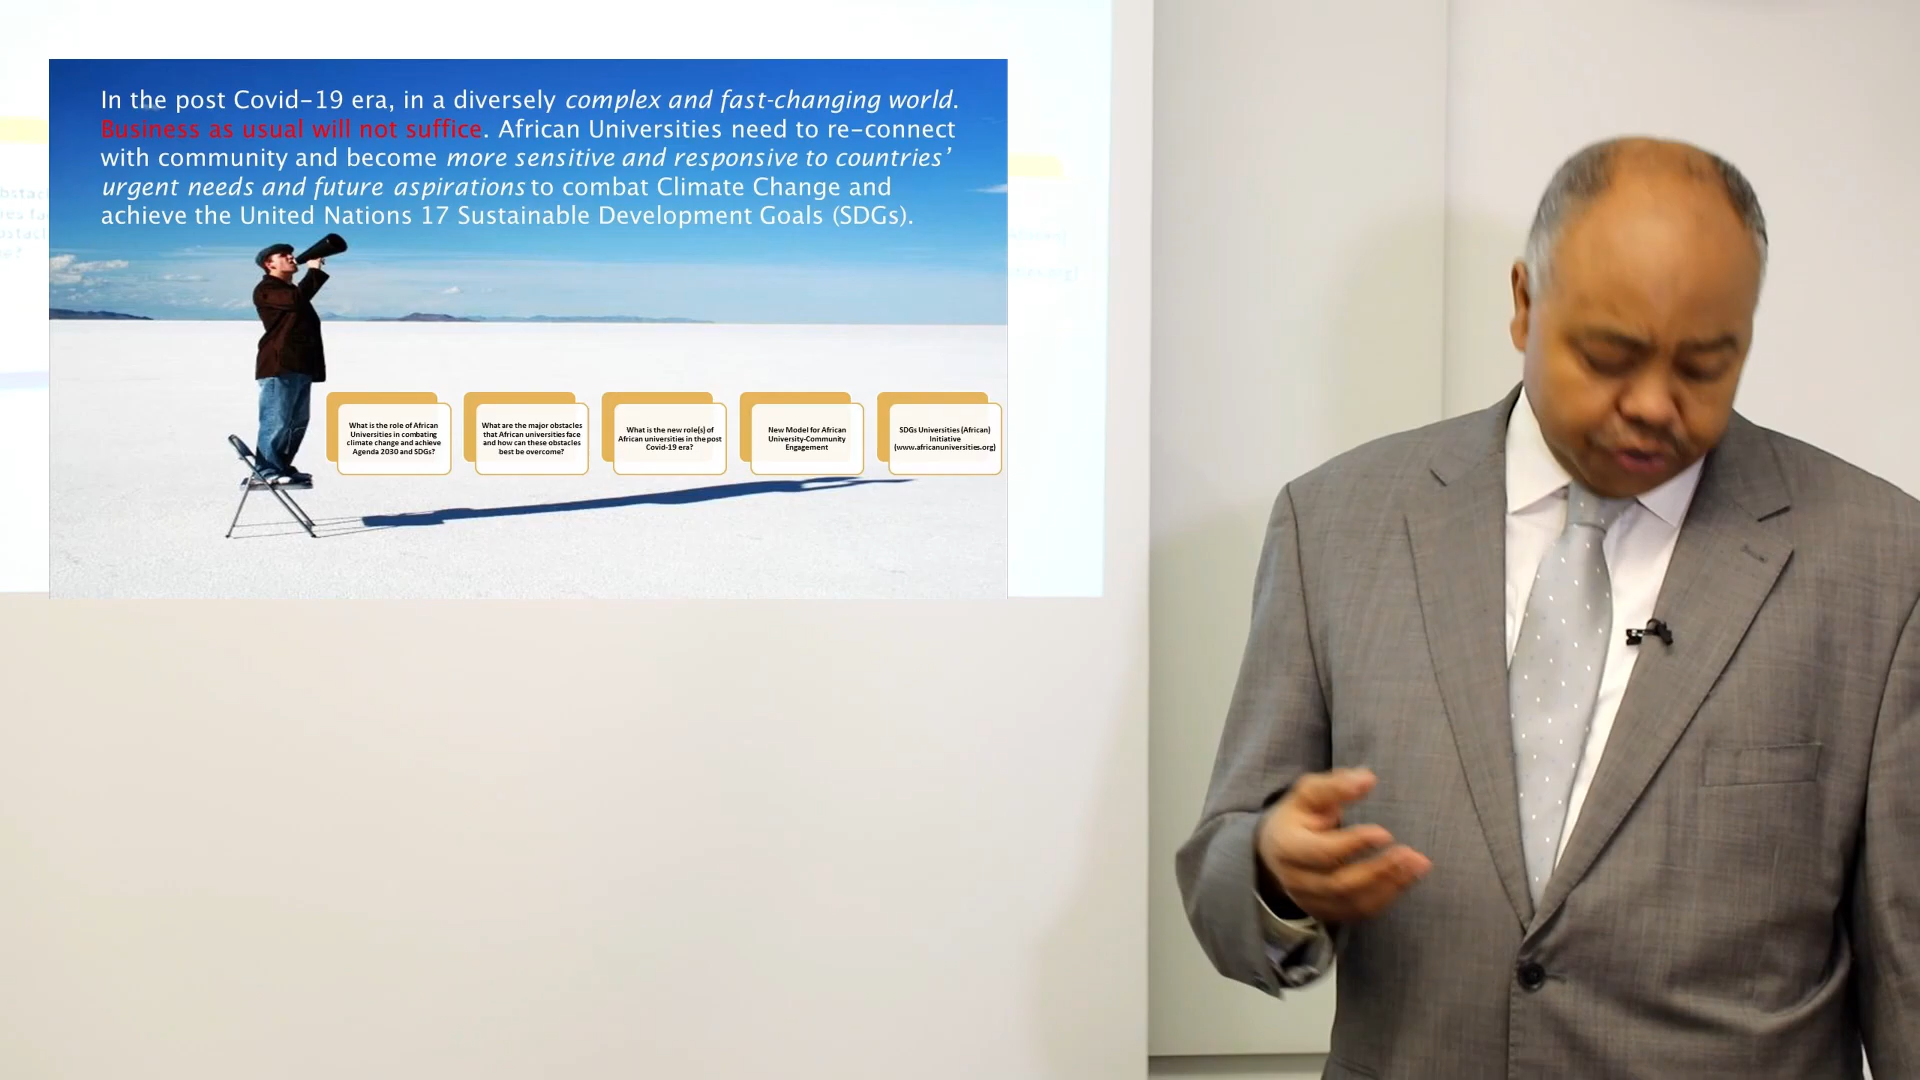 In the post Covid-19 era, in a diversely complex and fast-changing world.
Business as usual will not suffice. African Universities need to re-connect
with community and become more sensitive and responsive to countries'
urgent needs and future aspirations to combat Climate Change and
achieve the United Nations 17 Sustainable Development Goals (SDGs).
What is the role of African
Universities in combating
climate change and achieve
Agenda 2030 and SDGs?
What are the major obstacles
that African universities face
and how can these obstacles
best be overcome?
What is the new role(s) of
African universities in the post
Covid-19 era?
New Model for African
University-Community
Engagement
SDGs Universities (African)
Initiative
(www.africanuniversities.org)